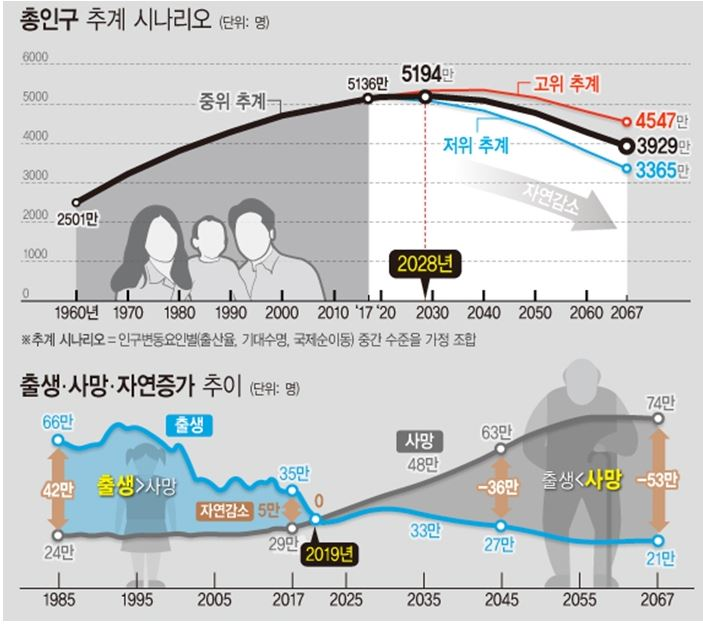 총인구 추계 시나리오 (단위: 명)
6000
5000
4000
3000
2000
1000
0
중위 추계
5136만
5194만
고위 추계
4547만
3929만
저위 추계
3365만
자연감소
2501만
2028년
1960년 1970 1980 1990 2000 2010 '17 '20 2030 2040 2050 2060 2067
※추계 시나리오 = 인구변동요인별(출산율, 기대수명, 국제순이동) 중간 수준을 가정 조합
출생·사망·자연증가 추이 (단위: 명)
66만
출생
42만
출생>사망
24만
35만
자연감소 5만
0
29만
2019년
사망
48만
63만
-36만
33만
27만
출생<사망
74만
-53만
21만
1985 1995 2005 2017 2025 2035 2045 2055 2067